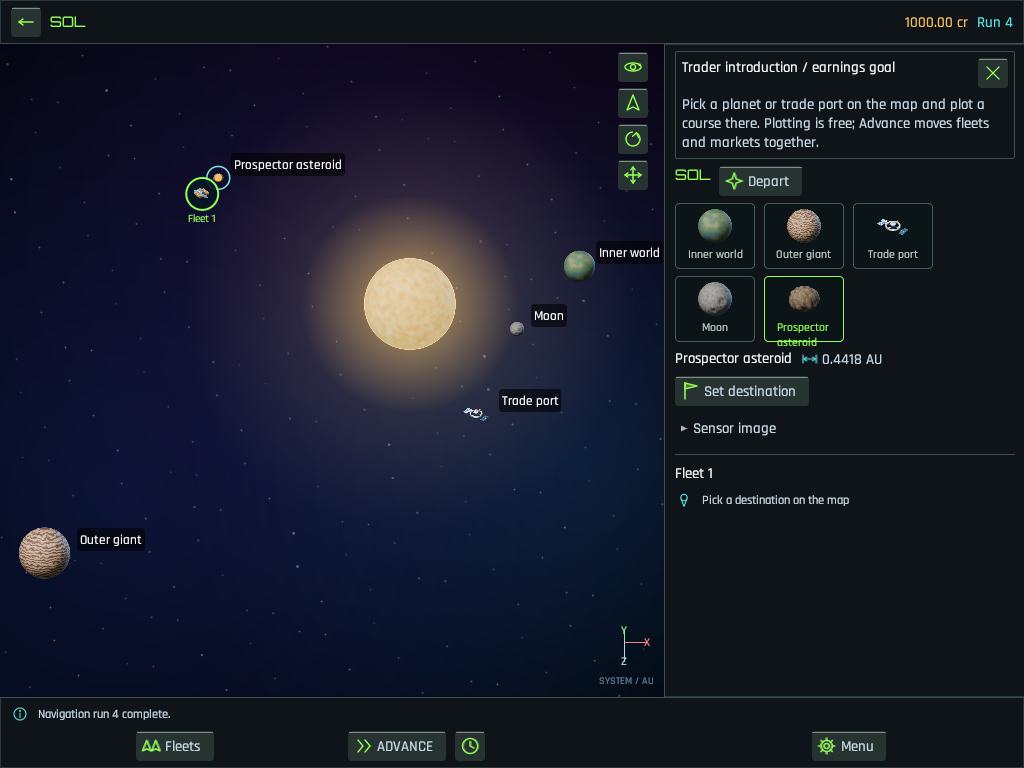 SOL
1000.00 cr Run 4
Trader introduction / earnings goal
Pick a planet or trade port on the map and plot a
course there. Plotting is free; Advance moves fleets
and markets together.
SOL
Depart
Inner world
Outer giant
Trade port
Moon
Prospector
asteroid
Prospector asteroid 0.4418 AU
Set destination
Sensor image
Fleet 1
Pick a destination on the map
Prospector asteroid
Fleet 1
Inner world
Moon
Trade port
Outer giant
Y
X
Z
SYSTEM / AU
Navigation run 4 complete.
Fleets
ADVANCE
Menu